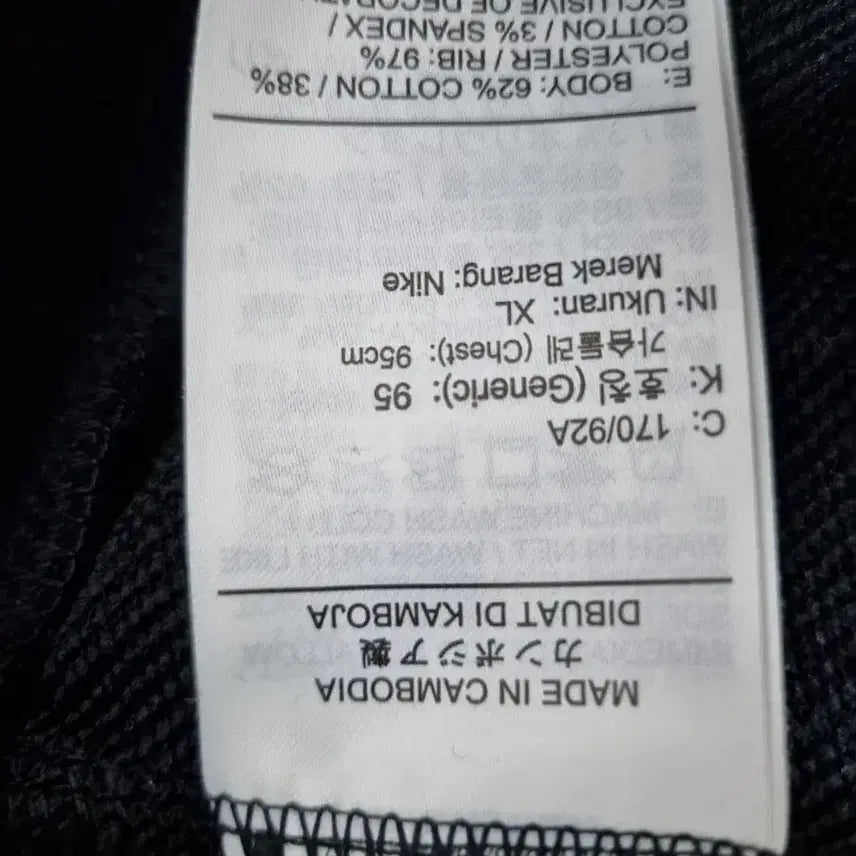 MADE IN CAMBODIA
カンボジア製
DIBUAT DI KAMBOJA
C: 170/92A
K: 호칭 (Generic): 95
가슴둘레 (Chest): 95cm
IN: Ukuran: XL
Merek Barang: Nike
E: BODY: 62% COTTON / 38%
POLYESTER / RIB: 97%
COTTON / 3% SPANDEX /
EXCLUSIVE OF